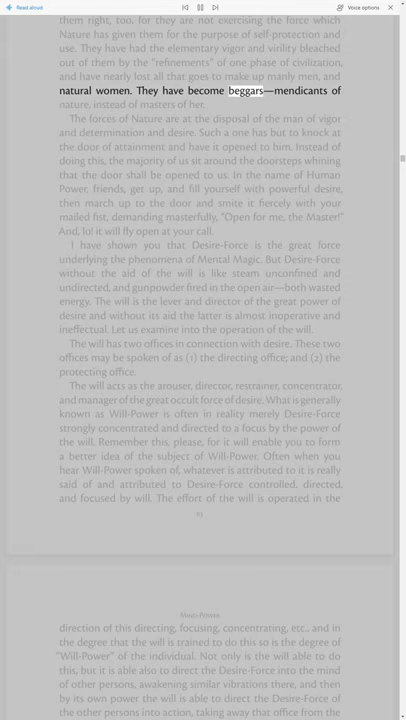 Read aloud
Voice options
them right, too, for they are not exercising the force which
Nature has given them for the purpose of self-protection and
use. They have had the elementary vigor and virility bleached
out of them by the “refinements” of one phase of civilization,
and have nearly lost all that goes to make up manly men, and
natural women. They have become beggars—mendicants of
nature, instead of masters of her.
The forces of Nature are at the disposal of the man of vigor
and determination and desire. Such a one has but to knock at
the door of attainment and have it opened to him. Instead of
doing this, the majority of us sit around the doorsteps whining
that the door shall be opened to us. In the name of Human
Power, friends, get up, and fill yourself with powerful desire,
then march up to the door and smite it fiercely with your
mailed fist, demanding masterfully, “Open for me, the Master!”
And, lo! it will fly open at your call.
I have shown you that Desire-Force is the great force
underlying the phenomena of Mental Magic. But Desire-Force
without the aid of the will is like steam unconfined and
undirected, and gunpowder fired in the open air—both wasted
energy. The will is the lever and director of the great power of
desire and without its aid the latter is almost inoperative and
ineffectual. Let us examine into the operation of the will.
The will has two offices in connection with desire. These two
offices may be spoken of as (1) the directing office; and (2) the
protecting office.
The will acts as the arouser, director, restrainer, concentrator,
and manager of the great occult force of desire. What is generally
known as Will-Power is often in reality merely Desire-Force
strongly concentrated and directed to a focus by the power of
the will. Remember this, please, for it will enable you to form
a better idea of the subject of Will-Power. Often when you
hear Will-Power spoken of, whatever is attributed to it is really
said of and attributed to Desire-Force controlled, directed,
and focused by will. The effort of the will is operated in the
93
Mind-Power
direction of this directing, focusing, concentrating, etc., and in
the degree that the will is trained to do this so is the degree of
“Will-Power” of the individual. Not only is the will able to do
this, but it is able also to direct the Desire-Force into the mind
of other persons, awakening similar vibrations there, and then
by its own power the will is able to direct the Desire-Force of
the other persons into action, taking away that office from the